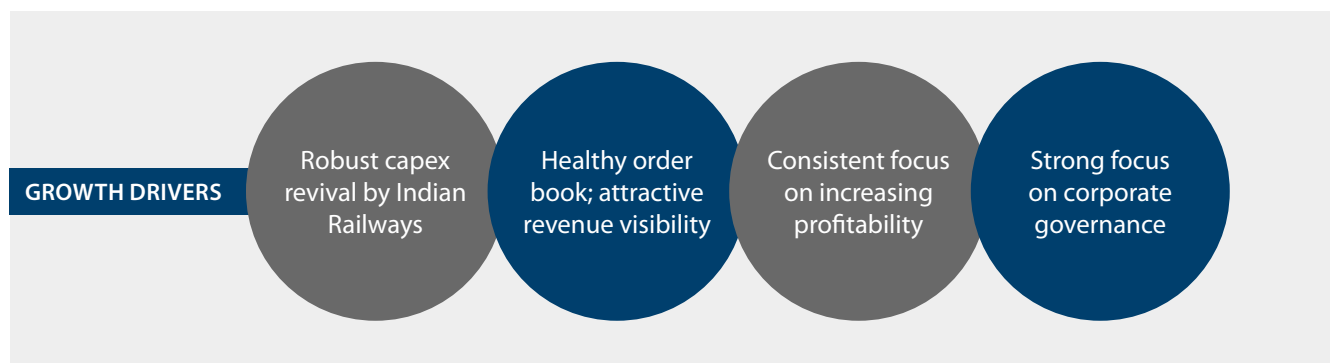 GROWTH DRIVERS
Robust capex
revival by Indian
Railways
Healthy order
book; attractive
revenue visibility
Consistent focus
on increasing
profitability
Strong focus
on corporate
governance